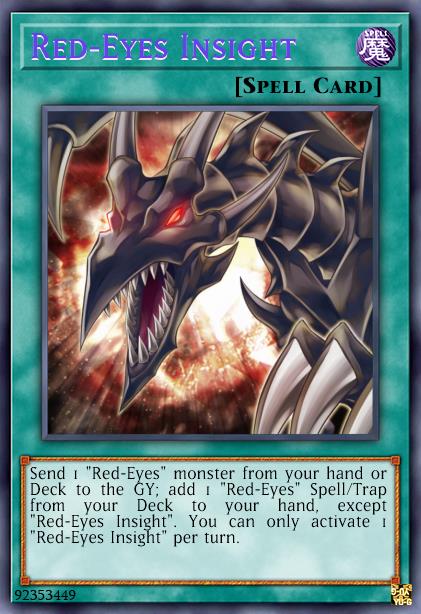 Red-Eyes Insight
SPELL
魔
[Spell Card]
Send 1 "Red-Eyes" monster from your hand or
Deck to the GY; add 1 "Red-Eyes" Spell/Trap
from your Deck to your hand, except
"Red-Eyes Insight". You can only activate 1
"Red-Eyes Insight" per turn.
92353449